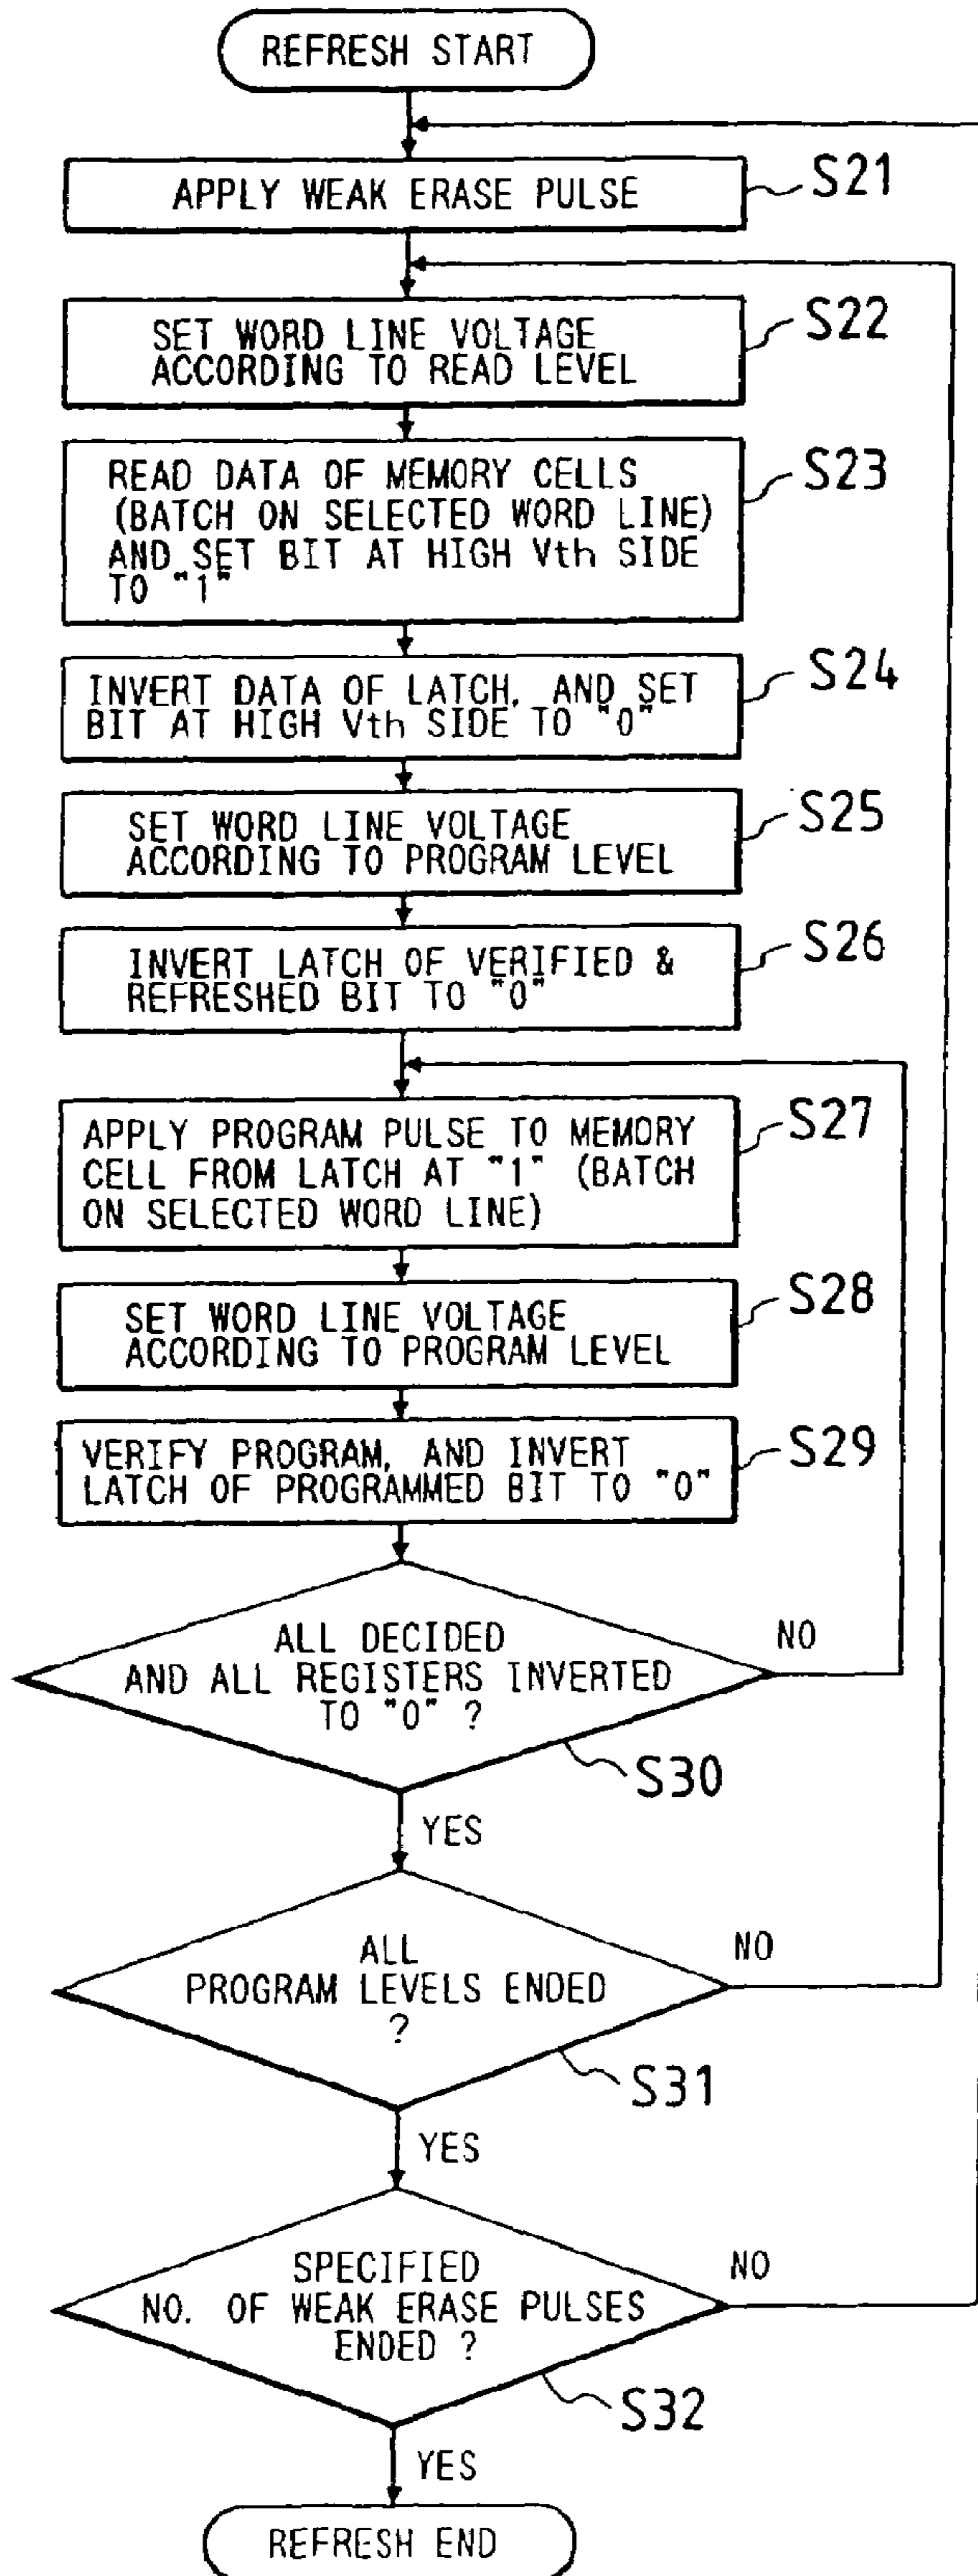 REFRESH START
APPLY WEAK ERASE PULSE
S21
SET WORD LINE VOLTAGE
ACCORDING TO READ LEVEL
S22
READ DATA OF MEMORY CELLS
(BATCH ON SELECTED WORD LINE)
AND SET BIT AT HIGH Vth SIDE
TO "1"
S23
INVERT DATA OF LATCH, AND SET
BIT AT HIGH Vth SIDE TO "0"
S24
SET WORD LINE VOLTAGE
ACCORDING TO PROGRAM LEVEL
S25
INVERT LATCH OF VERIFIED &
REFRESHED BIT TO "0"
S26
APPLY PROGRAM PULSE TO MEMORY
CELL FROM LATCH AT "1" (BATCH
ON SELECTED WORD LINE)
S27
SET WORD LINE VOLTAGE
ACCORDING TO PROGRAM LEVEL
S28
VERIFY PROGRAM, AND INVERT
LATCH OF PROGRAMMED BIT TO "0"
S29
ALL DECIDED
AND ALL REGISTERS INVERTED
TO "0" ?
NO
S30
YES
ALL
PROGRAM LEVELS ENDED
?
NO
S31
YES
SPECIFIED
NO. OF WEAK ERASE PULSES
ENDED ?
NO
S32
YES
REFRESH END